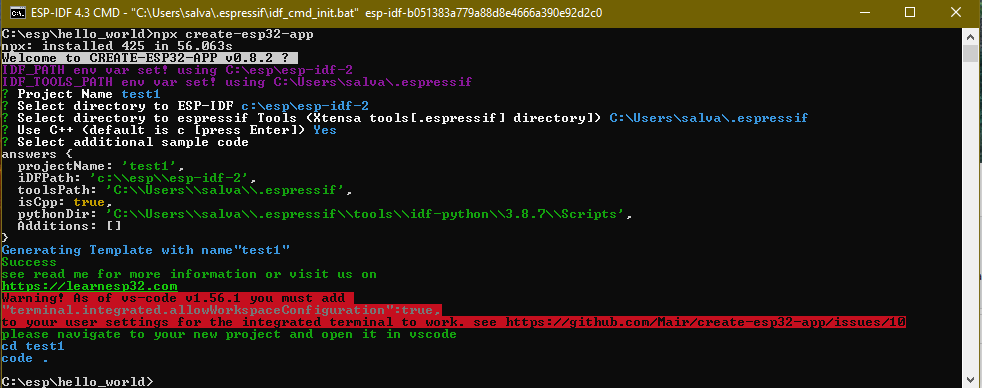 ESP-IDF 4.3 CMD - "C:\Users\salva\.espressif\idf_cmd_init.bat" esp-idf-b051383a779a88d8e4666a390e92d2c0
C:\esp\hello_world>npx create-esp32-app
npx: installed 425 in 56.063s
Welcome to CREATE-ESP32-APP v0.8.2 ?
IDF_PATH env var set! using C:\esp\esp-idf-2
IDF_TOOLS_PATH env var set! using C:\Users\salva\.espressif
? Project Name test1
? Select directory to ESP-IDF c:\esp\esp-idf-2
? Select directory to espressif Tools (Xtensa tools[.espressif] directory]) C:\Users\salva\.espressif
? Use C++ (default is c [press Enter]) Yes
? Select additional sample code
answers {
  projectName: 'test1',
  iDFPath: 'c:\\esp\\esp-idf-2',
  toolsPath: 'C:\\Users\\salva\\.espressif',
  isCpp: true,
  pythonDir: 'C:\\Users\\salva\\.espressif\\tools\\idf-python\\3.8.7\\Scripts',
  Additions: []
}
Generating Template with name"test1"
Success
see read me for more information or visit us on
https://learnesp32.com
Warning! As of vs-code v1.56.1 you must add
"terminal.integrated.allowWorkspaceConfiguration":true,
to your user settings for the integrated terminal to work. see https://github.com/Mair/create-esp32-app/issues/10
please navigate to your new project and open it in vscode
cd test1
code .
C:\esp\hello_world>